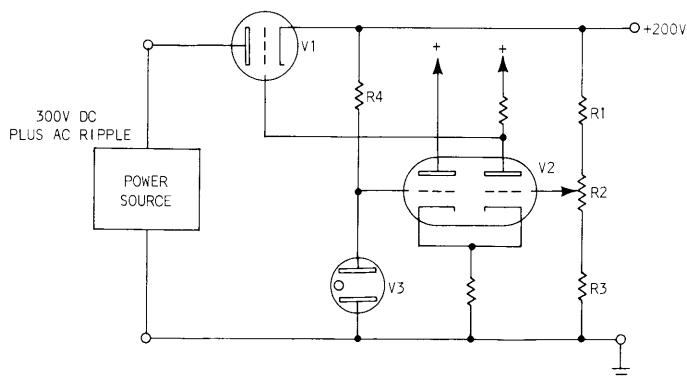 V1
+200V
+
+
R4
R1
300V DC
PLUS AC RIPPLE
V2
POWER
SOURCE
R2
V3
R3